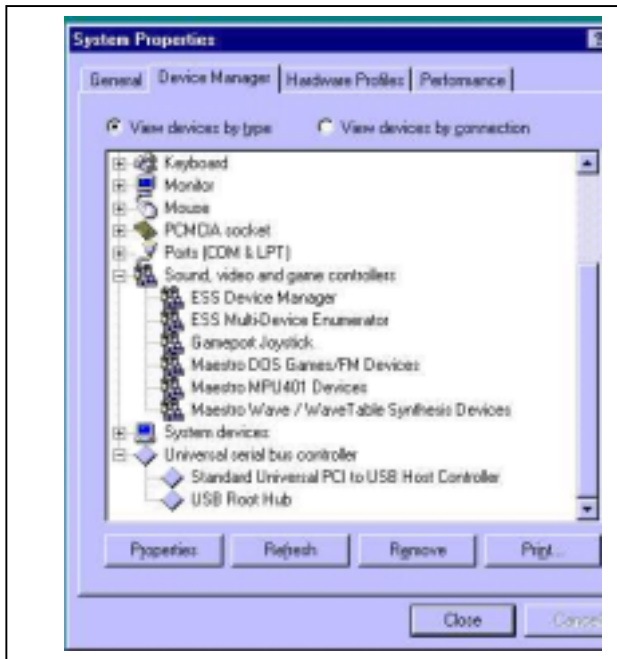 System Properties
?
General Device Manager Hardware Profiles Performance
View devices by type View devices by connection
Keyboard
Monitor
Mouse
PCMCIA socket
Ports (COM & LPT)
Sound, video and game controllers
ESS Device Manager
ESS Multi-Device Enumerator
Gameport Joystick
Maestro DOS Games/FM Devices
Maestro MPU401 Devices
Maestro Wave / WaveTable Synthesis Devices
System devices
Universal serial bus controller
Standard Universal PCI to USB Host Controller
USB Root Hub
Properties Refresh Remove Print...
Close Cancel